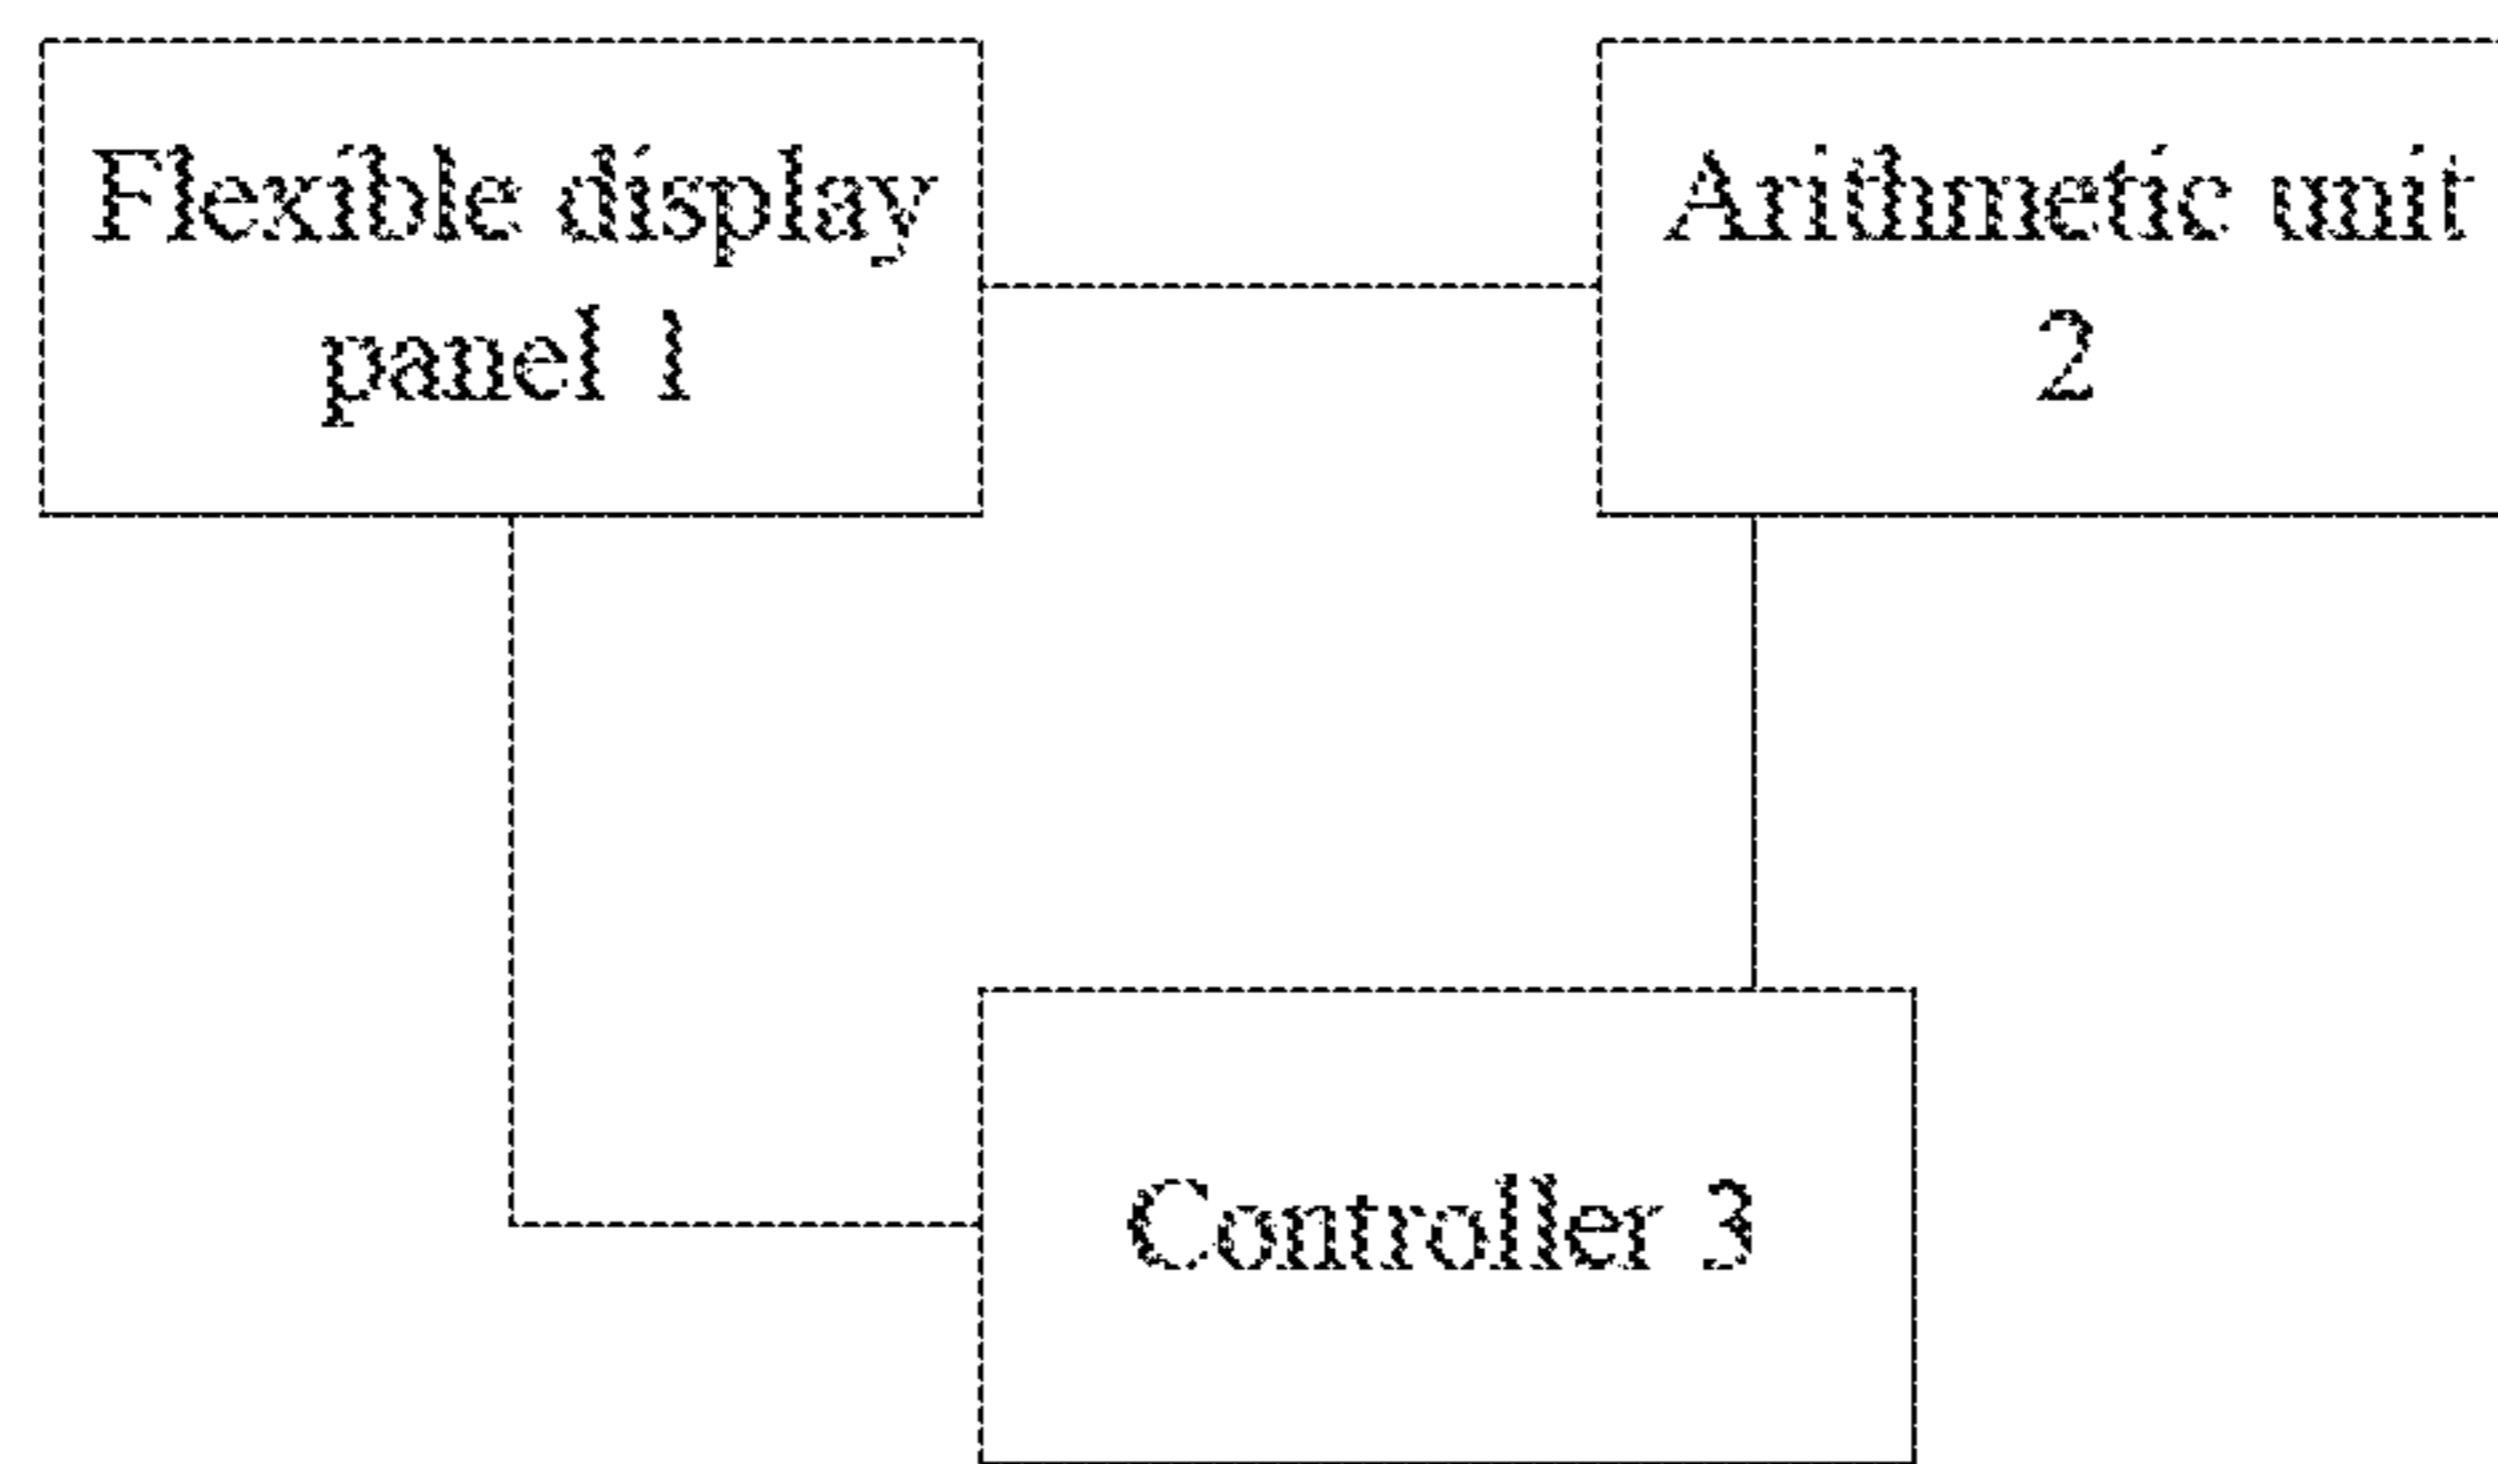 Flexible display
panel 1
Arithmetic unit
2
Controller 3